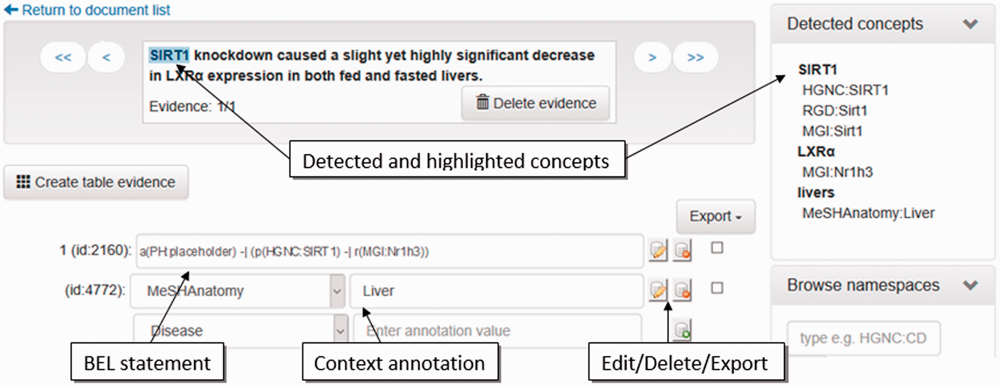 Return to document list
<< <
SIRT1 knockdown caused a slight yet highly significant decrease
in LXRα expression in both fed and fasted livers.
Evidence: 1/1
Delete evidence
> >>
Detected concepts
SIRT1
HGNC:SIRT1
RGD:Sirt1
MGI:Sirt1
LXRα
MGI:Nr1h3
livers
MeSHAnatomy:Liver
Detected and highlighted concepts
Create table evidence
Export
1 (id:2160): a(PH:placeholder) -| (p(HGNC:SIRT1) -| r(MGI:Nr1h3))
(id:4772): MeSHAnatomy Liver
Disease Enter annotation value
Browse namespaces
type e.g. HGNC:CD
BEL statement
Context annotation
Edit/Delete/Export